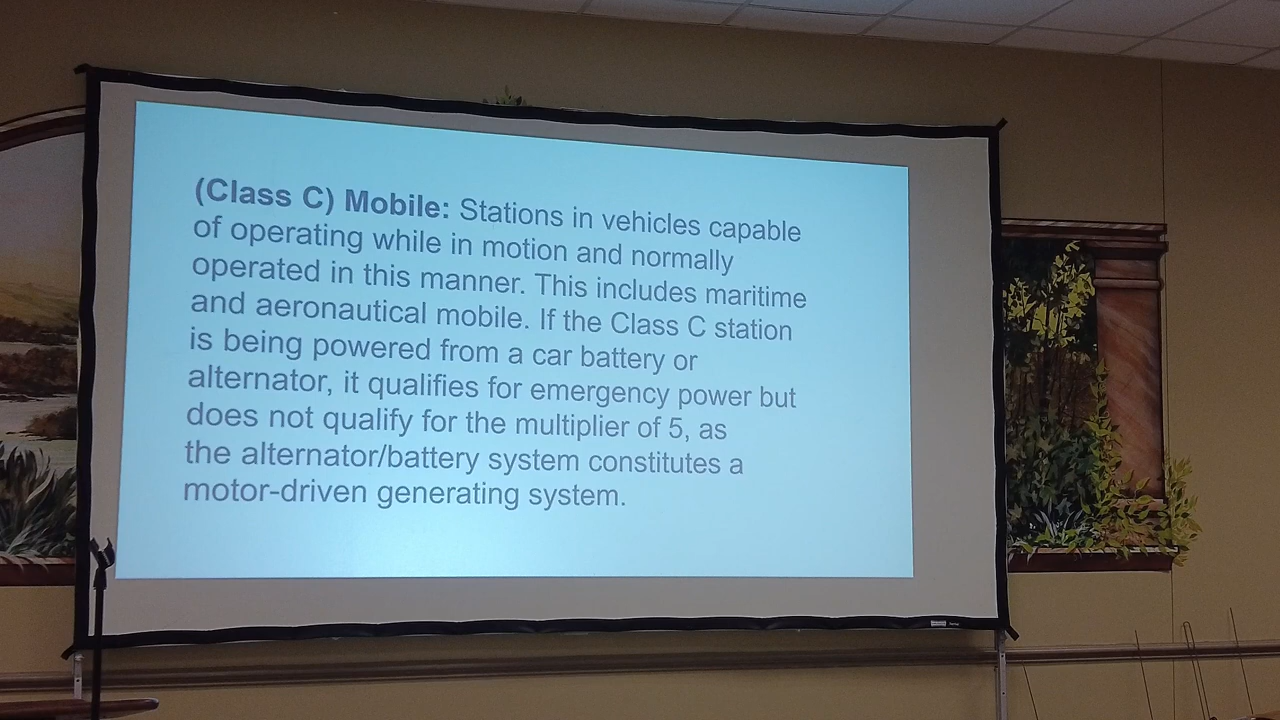 (Class C) Mobile: Stations in vehicles capable
of operating while in motion and normally
operated in this manner. This includes maritime
and aeronautical mobile. If the Class C station
is being powered from a car battery or
alternator, it qualifies for emergency power but
does not qualify for the multiplier of 5, as
the alternator/battery system constitutes a
motor-driven generating system.